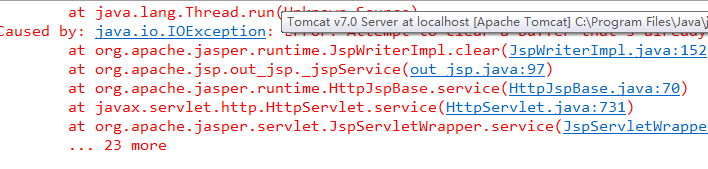 at java.lang.Thread.run(Unknown Source)
Tomcat v7.0 Server at localhost [Apache Tomcat] C:\Program Files\Java\j
Caused by: java.io.IOException: Error: Attempt to clear a buffer that's already
at org.apache.jasper.runtime.JspWriterImpl.clear(JspWriterImpl.java:152
at org.apache.jsp.out_jsp._jspService(out_jsp.java:97)
at org.apache.jasper.runtime.HttpJspBase.service(HttpJspBase.java:70)
at javax.servlet.http.HttpServlet.service(HttpServlet.java:731)
at org.apache.jasper.servlet.JspServletWrapper.service(JspServletWrappe
... 23 more